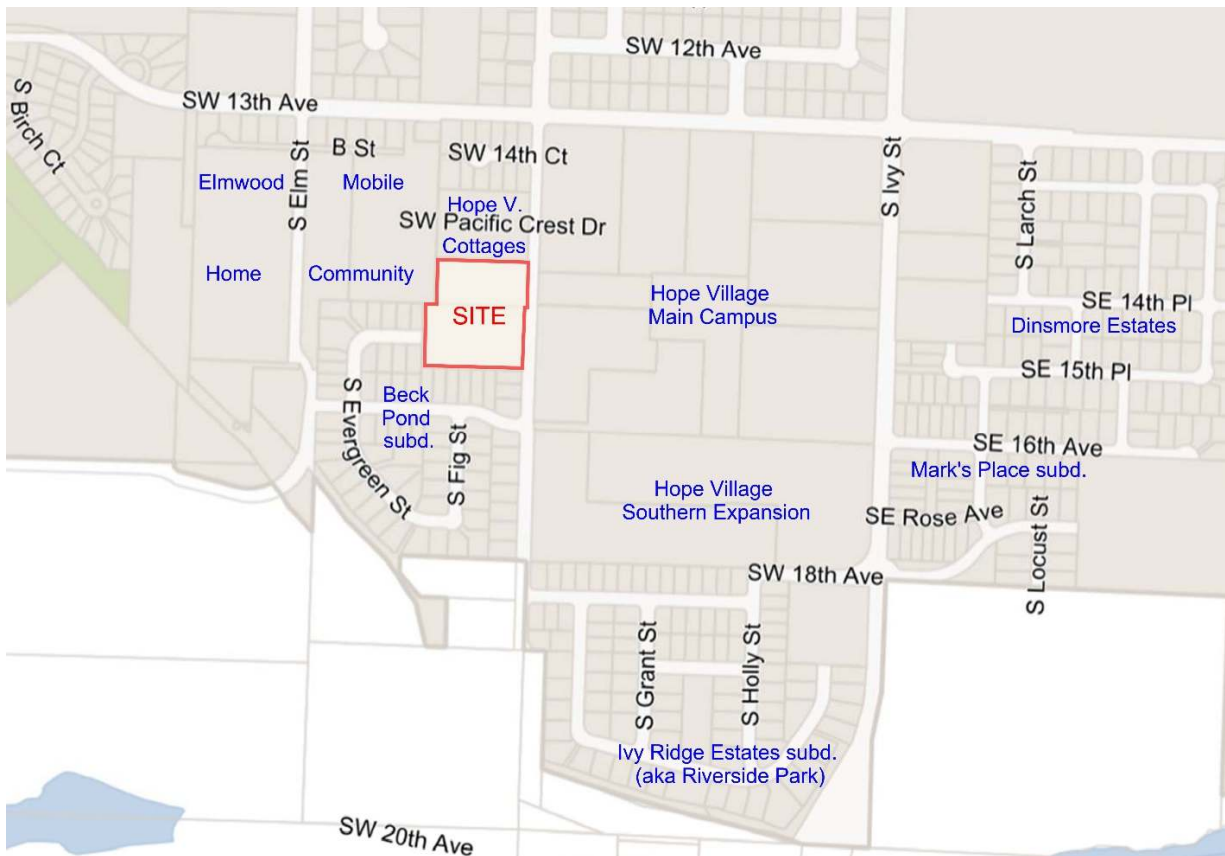 SW 12th Ave
SW 13th Ave
S Birch Ct
B St
SW 14th Ct
S Elm St
S Ivy St
S Larch St
Elmwood
Mobile
Hope V.
SW Pacific Crest Dr
Cottages
Home
Community
SITE
Hope Village
Main Campus
SE 14th Pl
Dinsmore Estates
SE 15th Pl
S Evergreen St
Beck
Pond
subd.
S Fig St
SE 16th Ave
Mark's Place subd.
Hope Village
Southern Expansion
SE Rose Ave
S Locust St
SW 18th Ave
S Grant St
S Holly St
Ivy Ridge Estates subd.
(aka Riverside Park)
SW 20th Ave